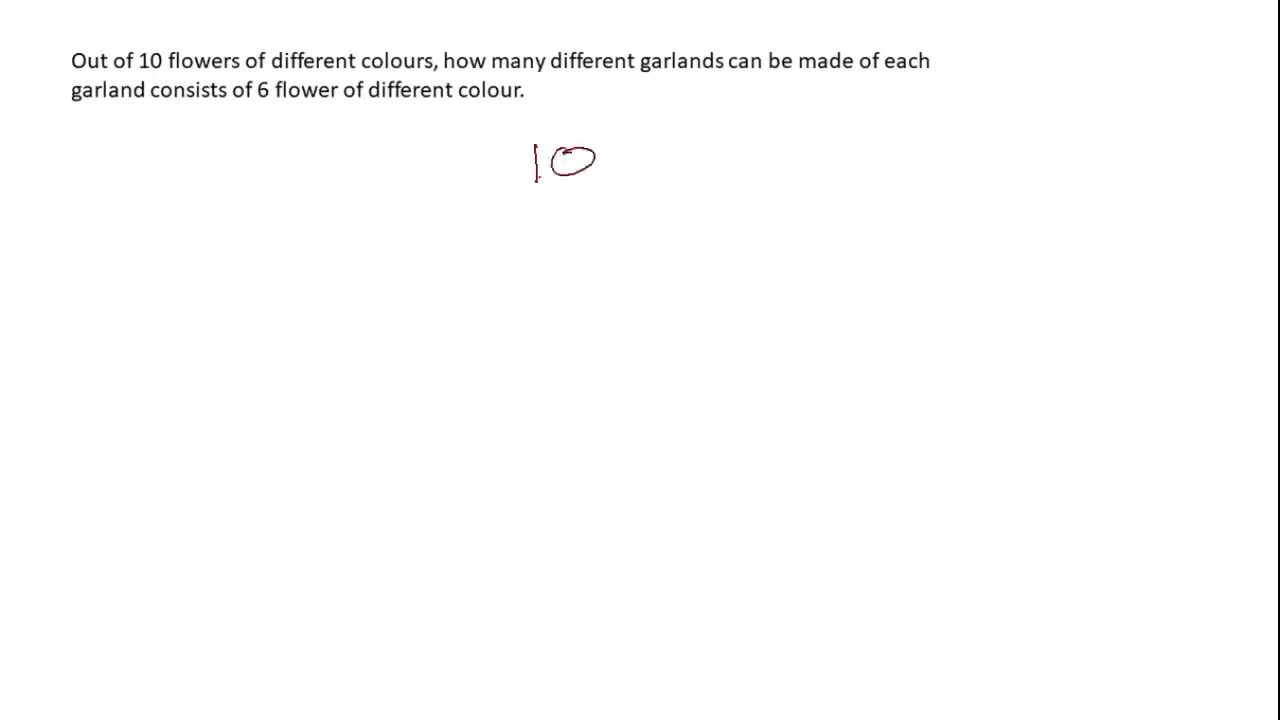 Out of 10 flowers of different colours, how many different garlands can be made of each
garland consists of 6 flower of different colour.
10